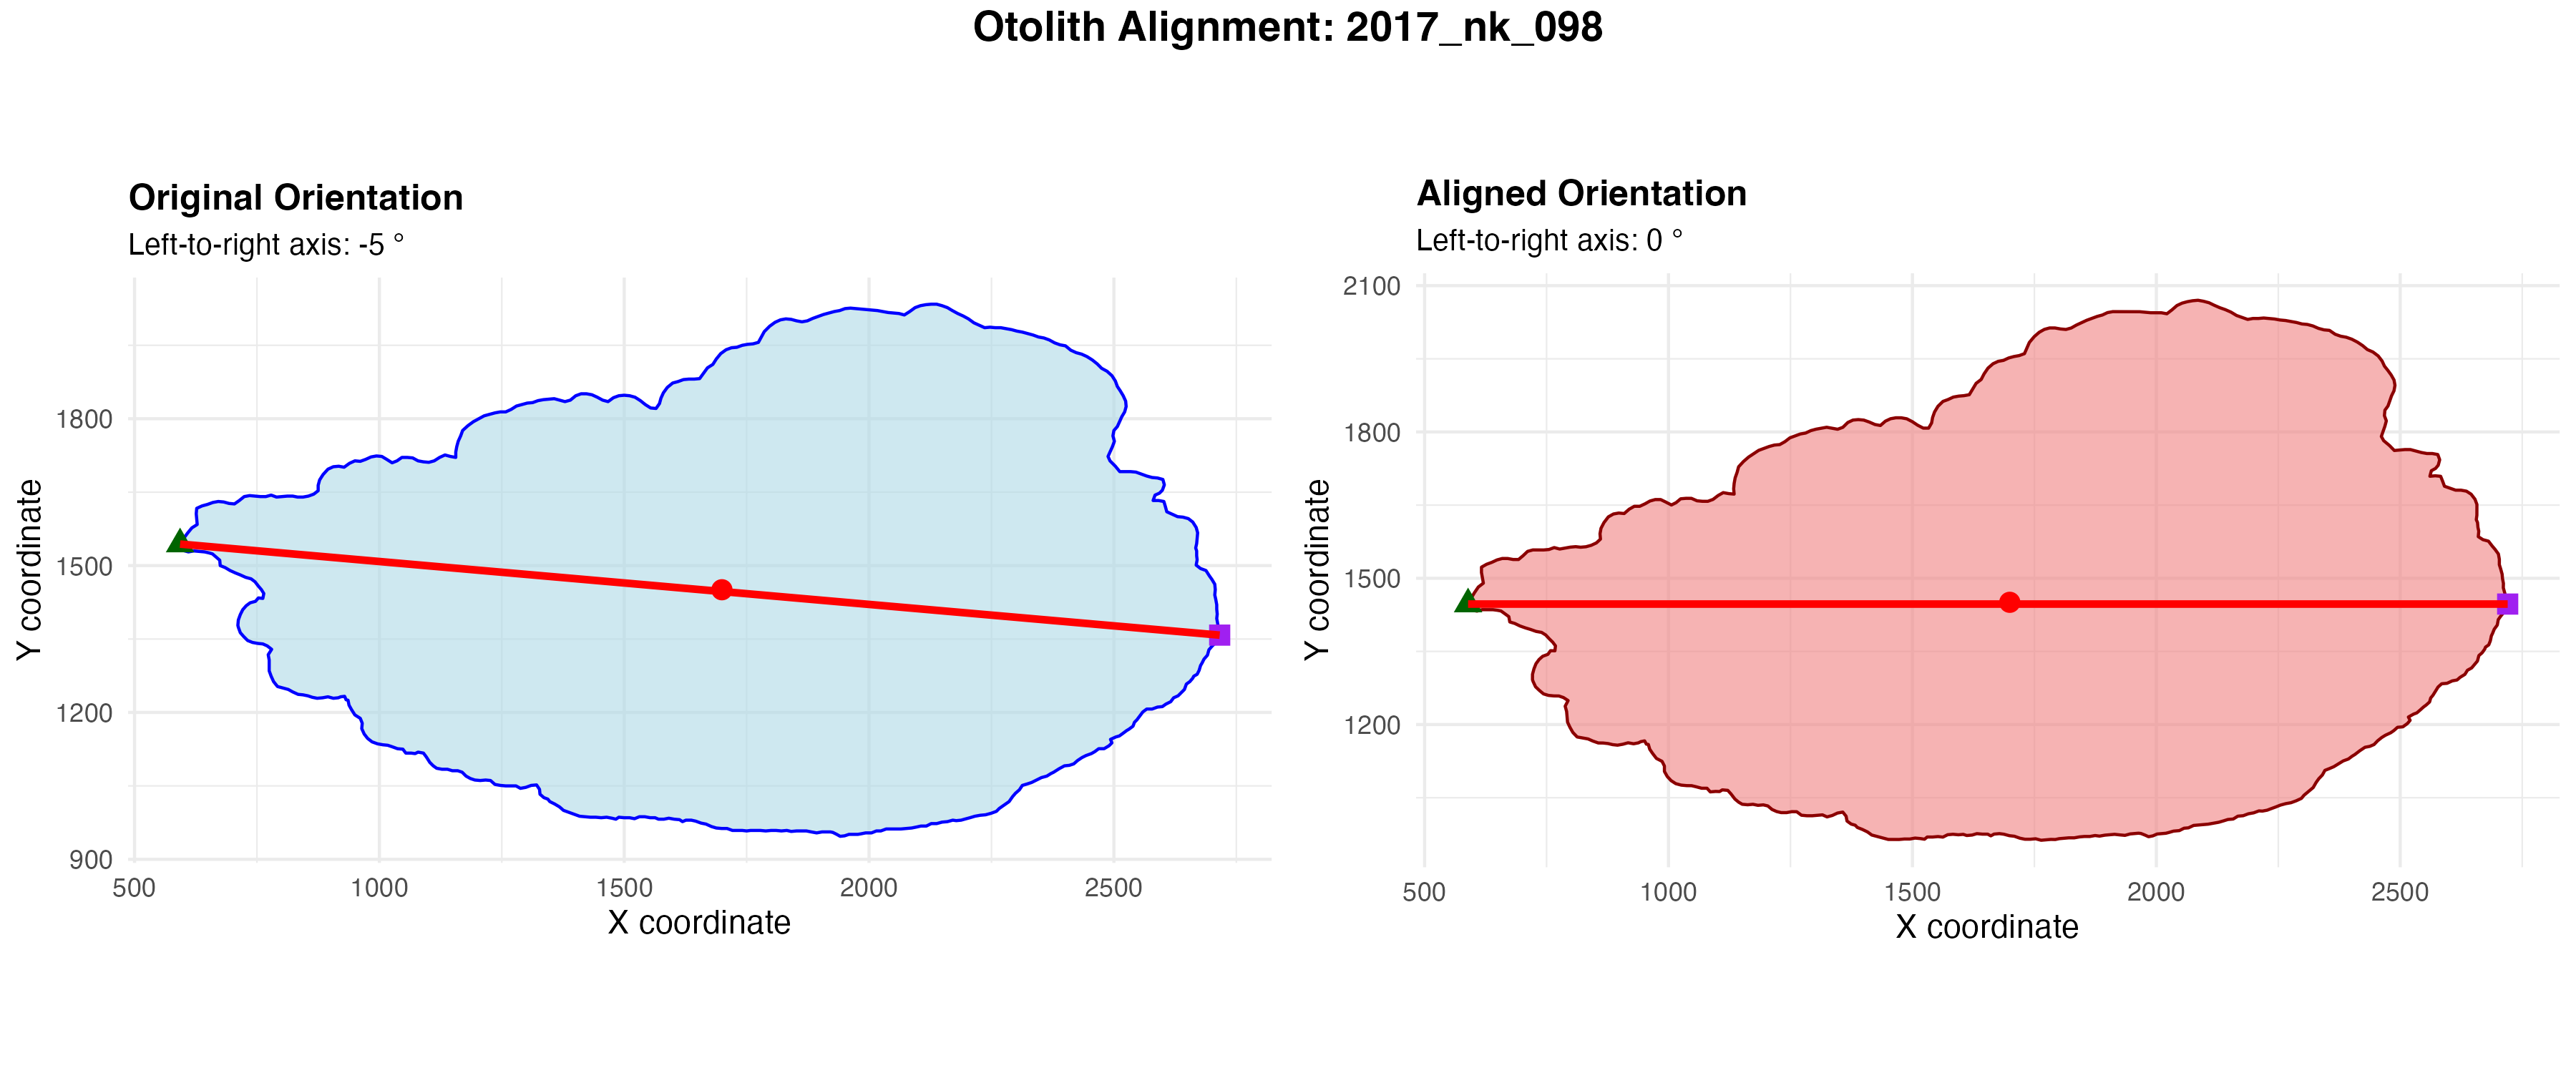 Otolith Alignment: 2017_nk_098
Original Orientation
Left-to-right axis: -5 °
Y coordinate
1800
1500
1200
900
500 1000 1500 2000 2500
X coordinate
Aligned Orientation
Left-to-right axis: 0 °
Y coordinate
2100
1800
1500
1200
500 1000 1500 2000 2500
X coordinate